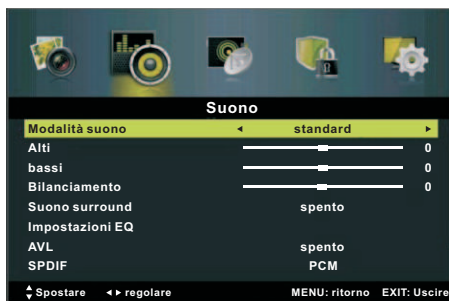 Suono
Modalità suono standard
Alti 0
bassi 0
Bilanciamento 0
Suono surround spento
Impostazioni EQ
AVL spento
SPDIF PCM
Spostare regolare MENU: ritorno EXIT: Uscire